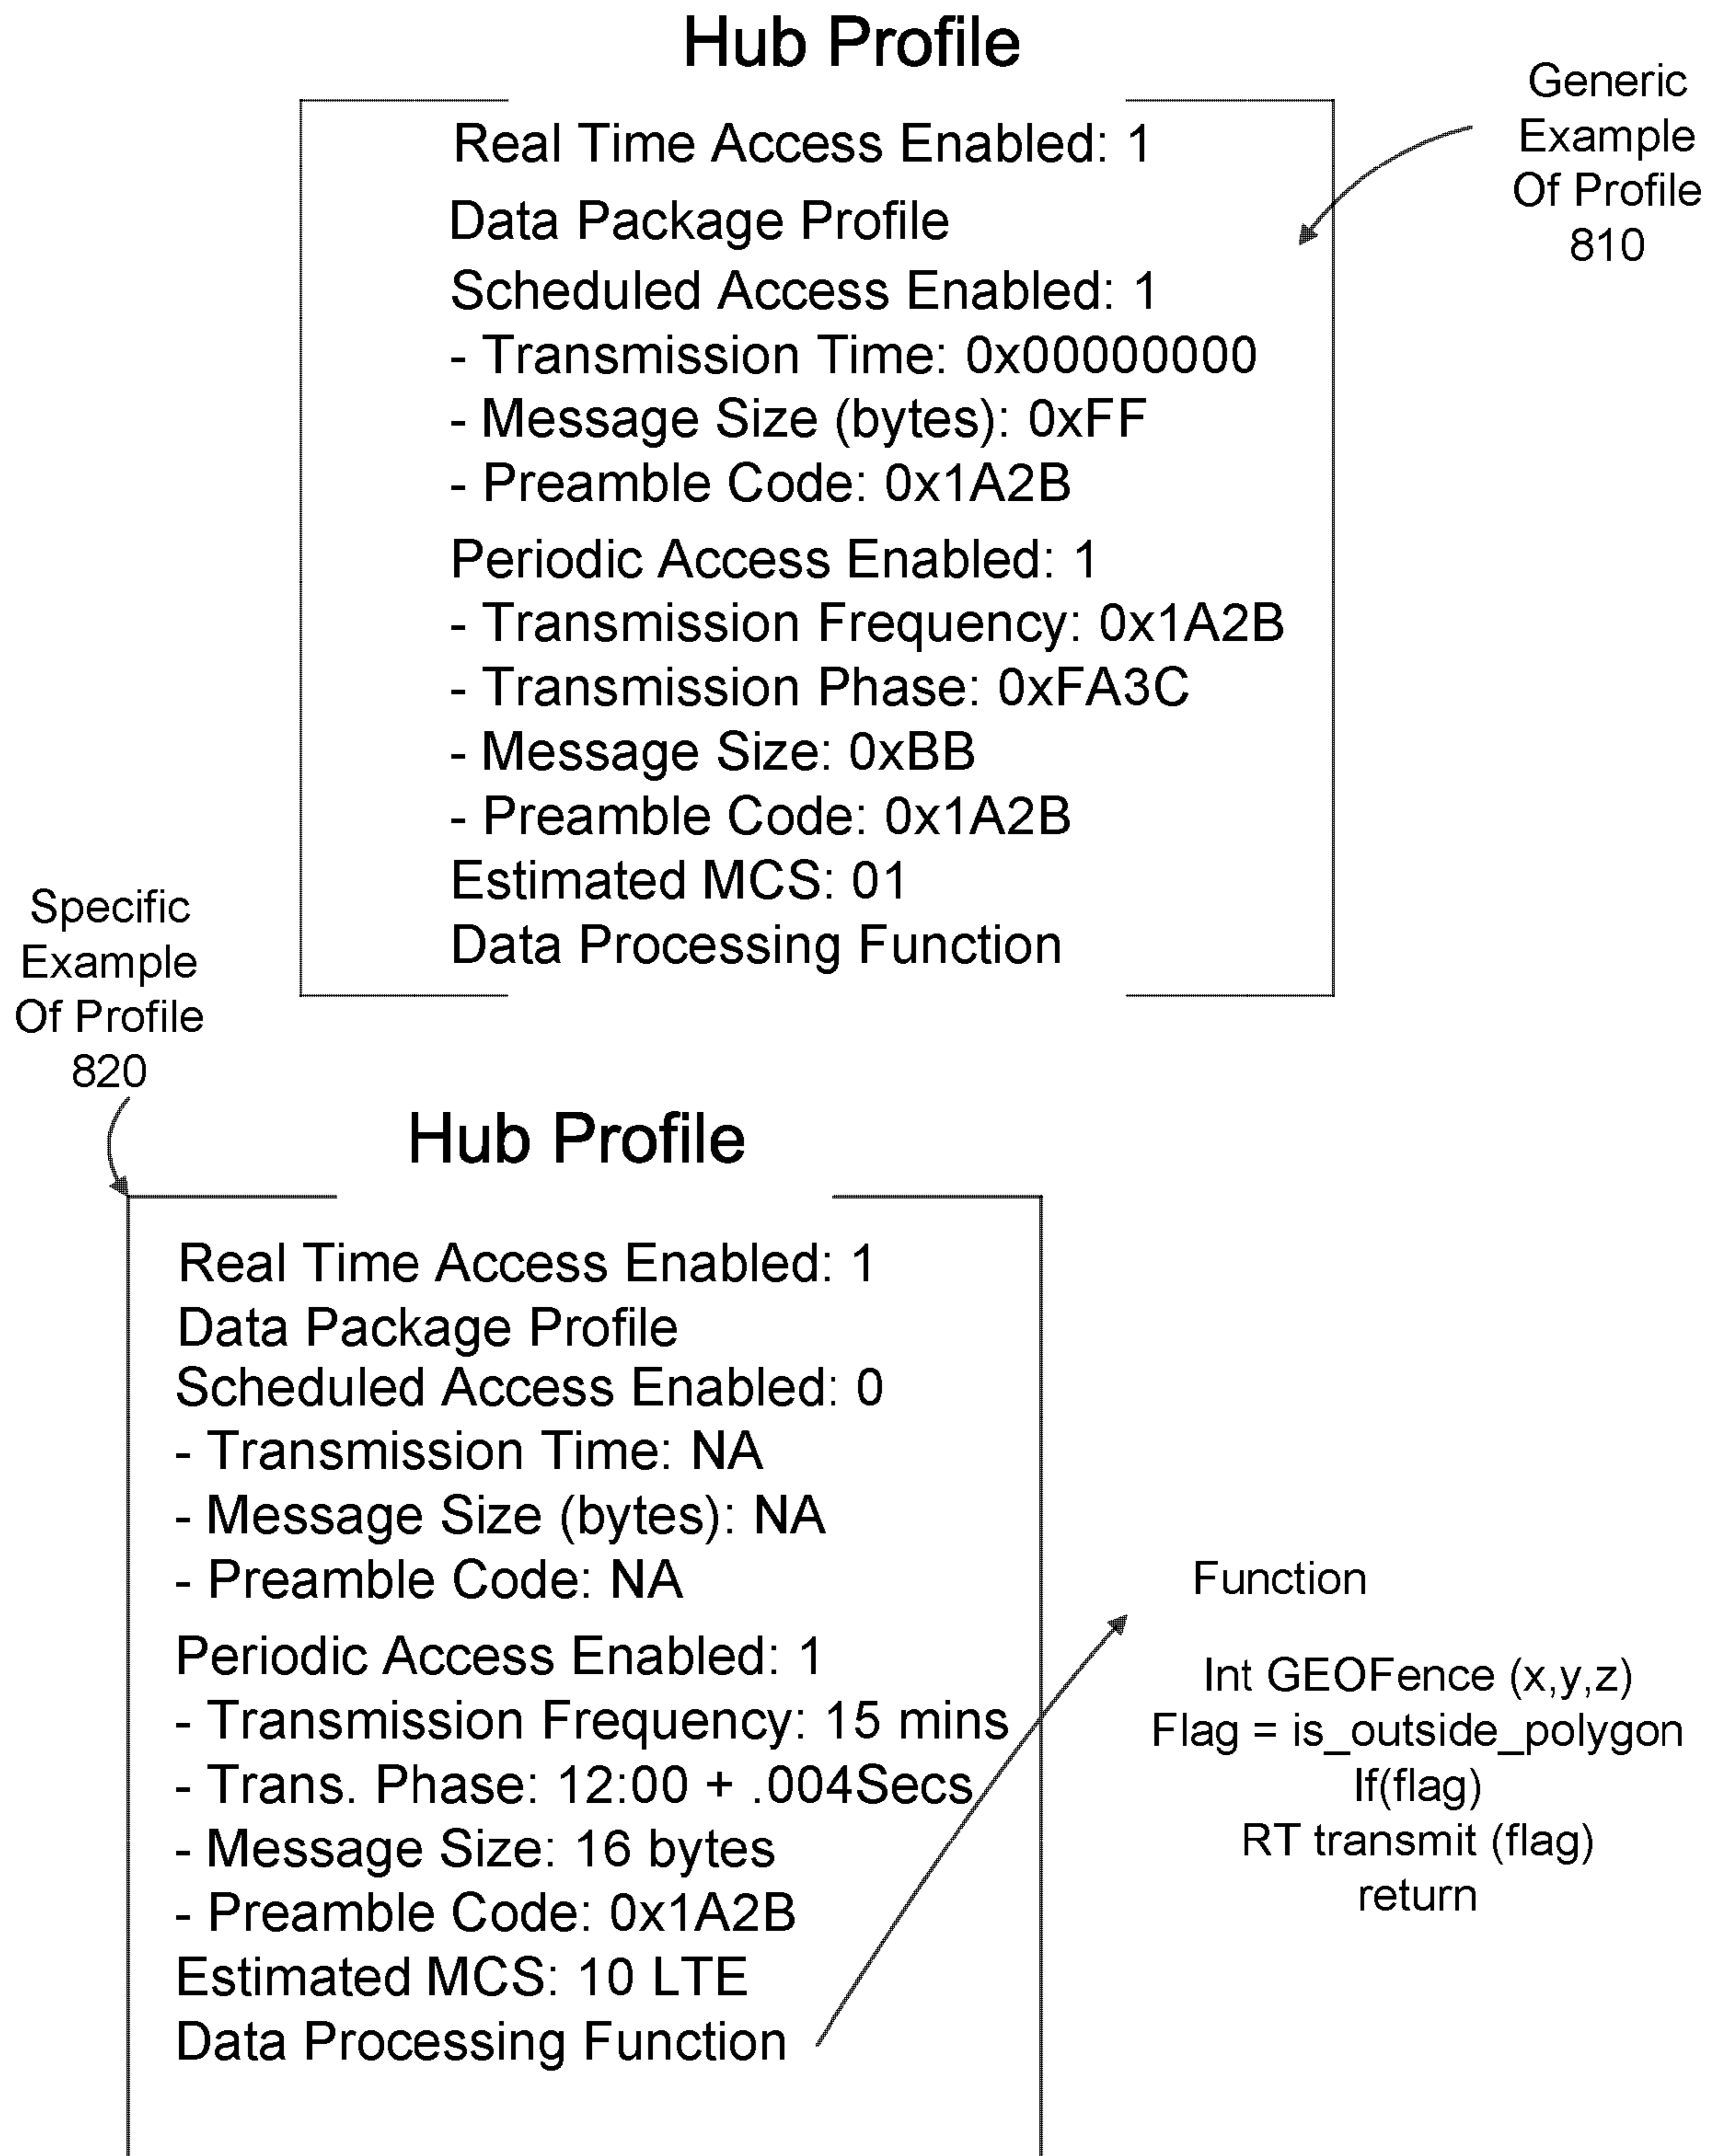 Hub Profile
Generic
Example
Of Profile
810
Real Time Access Enabled: 1
Data Package Profile
Scheduled Access Enabled: 1
- Transmission Time: 0x00000000
- Message Size (bytes): 0xFF
- Preamble Code: 0x1A2B
Periodic Access Enabled: 1
- Transmission Frequency: 0x1A2B
- Transmission Phase: 0xFA3C
- Message Size: 0xBB
- Preamble Code: 0x1A2B
Estimated MCS: 01
Data Processing Function
Specific
Example
Of Profile
820
Hub Profile
Real Time Access Enabled: 1
Data Package Profile
Scheduled Access Enabled: 0
- Transmission Time: NA
- Message Size (bytes): NA
- Preamble Code: NA
Periodic Access Enabled: 1
- Transmission Frequency: 15 mins
- Trans. Phase: 12:00 + .004Secs
- Message Size: 16 bytes
- Preamble Code: 0x1A2B
Estimated MCS: 10 LTE
Data Processing Function
Function
Int GEOFence (x,y,z)
Flag = is_outside_polygon
If(flag)
RT transmit (flag)
return